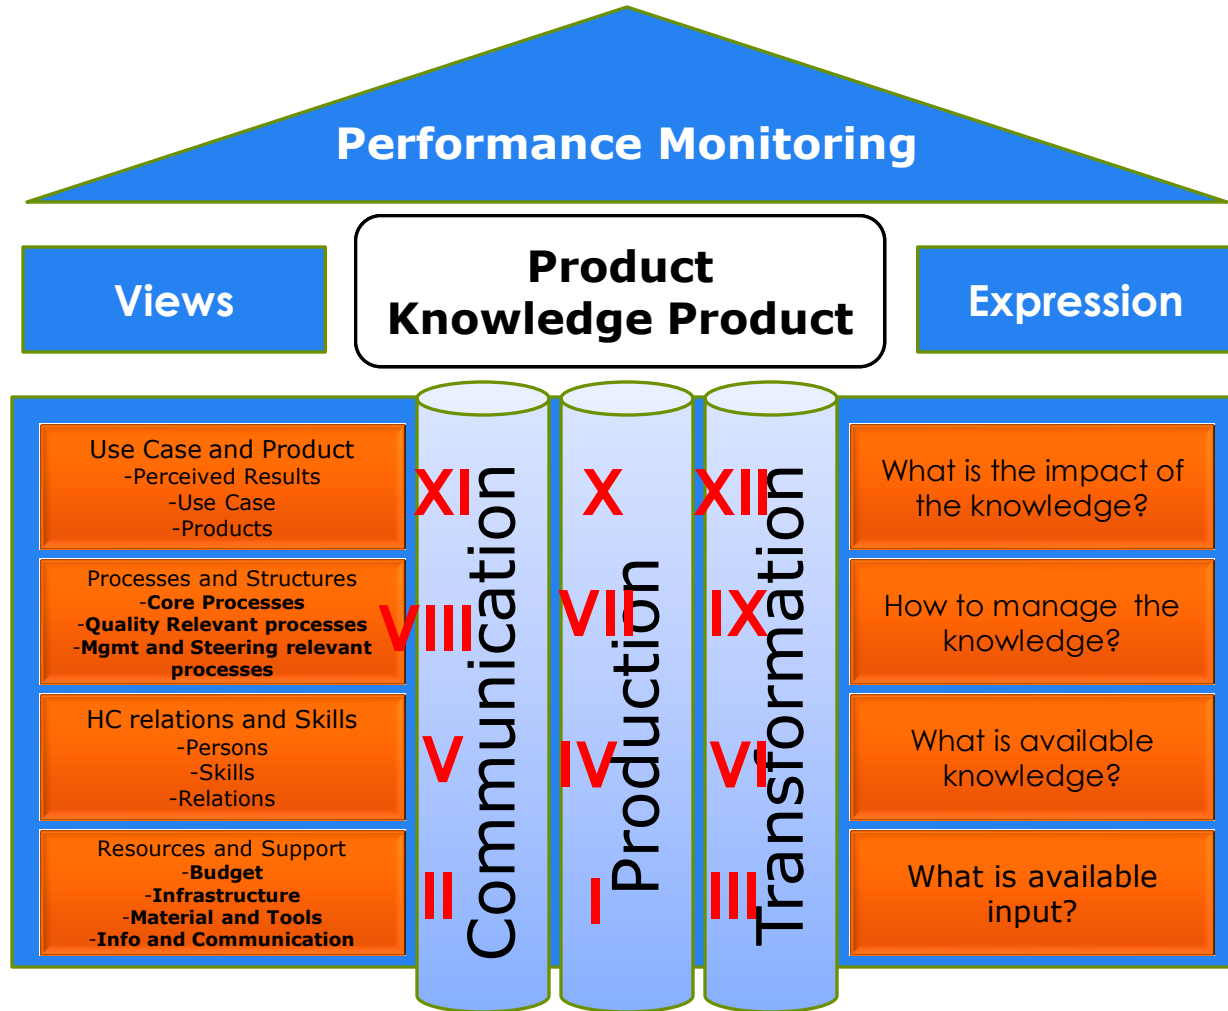 Performance Monitoring
Views
Product
Knowledge Product
Expression
Use Case and Product
-Perceived Results
-Use Case
-Products
XI
X
XII
What is the impact of
the knowledge?
Processes and Structures
-Core Processes
-Quality Relevant processes
-Mgmt and Steering relevant
processes
VIII
VII
IX
How to manage the
knowledge?
HC relations and Skills
-Persons
-Skills
-Relations
V
IV
VI
What is available
knowledge?
Resources and Support
-Budget
-Infrastructure
-Material and Tools
-Info and Communication
II
I
III
What is available
input?
Communication
Production
Transformation